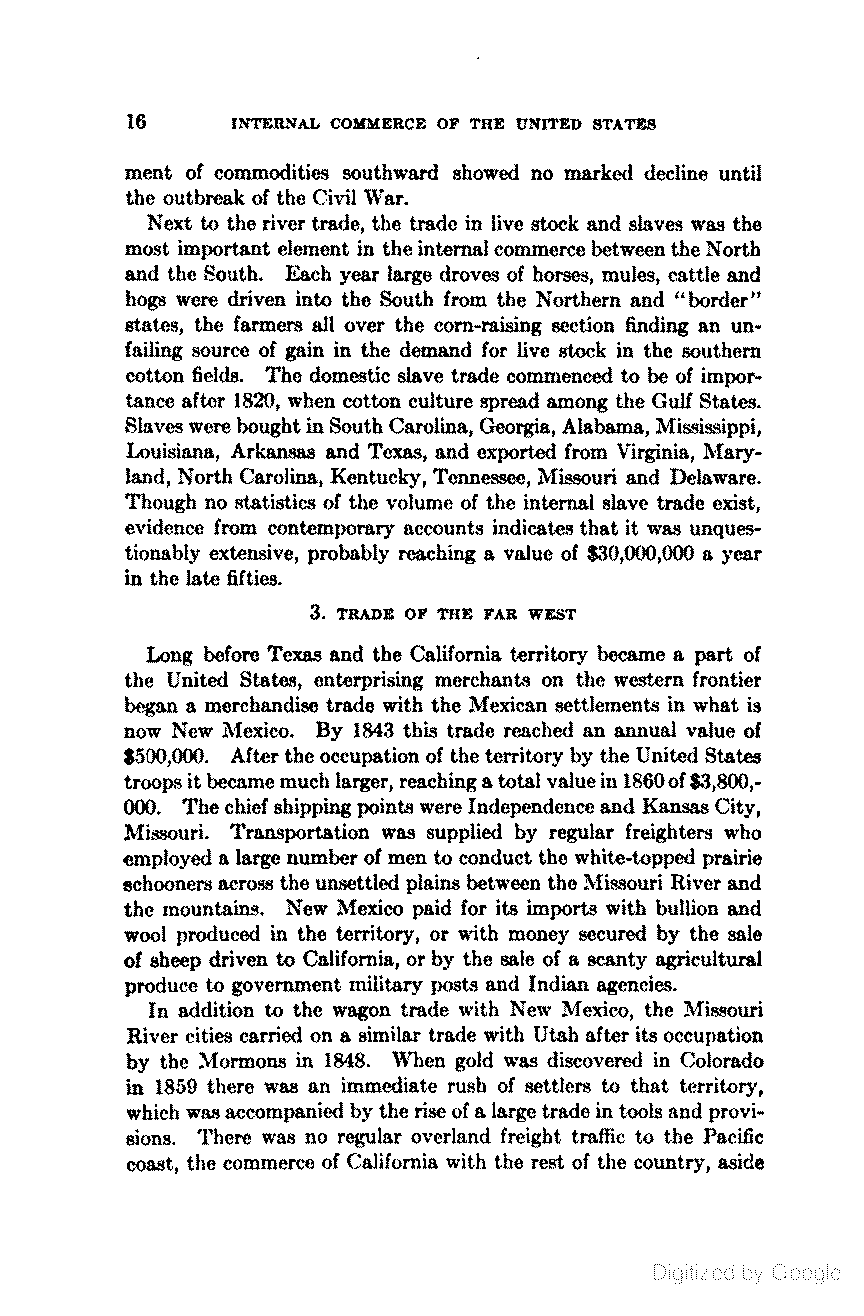 16 INTERNAL COMMERCE OF THE UNITED STATES
ment of commodities southward showed no marked decline until
the outbreak of the Civil War.
Next to the river trade, the trade in live stock and slaves was the
most important element in the internal commerce between the North
and the South. Each year large droves of horses, mules, cattle and
hogs were driven into the South from the Northern and "border"
states, the farmers all over the corn-raising section finding an un-
failing source of gain in the demand for live stock in the southern
cotton fields. The domestic slave trade commenced to be of impor-
tance after 1820, when cotton culture spread among the Gulf States.
Slaves were bought in South Carolina, Georgia, Alabama, Mississippi,
Louisiana, Arkansas and Texas, and exported from Virginia, Mary-
land, North Carolina, Kentucky, Tennessee, Missouri and Delaware.
Though no statistics of the volume of the internal slave trade exist,
evidence from contemporary accounts indicates that it was unques-
tionably extensive, probably reaching a value of $30,000,000 a year
in the late fifties.
3. TRADE OF THE FAR WEST
Long before Texas and the California territory became a part of
the United States, enterprising merchants on the western frontier
began a merchandise trade with the Mexican settlements in what is
now New Mexico. By 1843 this trade reached an annual value of
$500,000. After the occupation of the territory by the United States
troops it became much larger, reaching a total value in 1860 of $3,800,-
000. The chief shipping points were Independence and Kansas City,
Missouri. Transportation was supplied by regular freighters who
employed a large number of men to conduct the white-topped prairie
schooners across the unsettled plains between the Missouri River and
the mountains. New Mexico paid for its imports with bullion and
wool produced in the territory, or with money secured by the sale
of sheep driven to California, or by the sale of a scanty agricultural
produce to government military posts and Indian agencies.
In addition to the wagon trade with New Mexico, the Missouri
River cities carried on a similar trade with Utah after its occupation
by the Mormons in 1848. When gold was discovered in Colorado
in 1859 there was an immediate rush of settlers to that territory,
which was accompanied by the rise of a large trade in tools and provi-
sions. There was no regular overland freight traffic to the Pacific
coast, the commerce of California with the rest of the country, aside
Digitized by Google